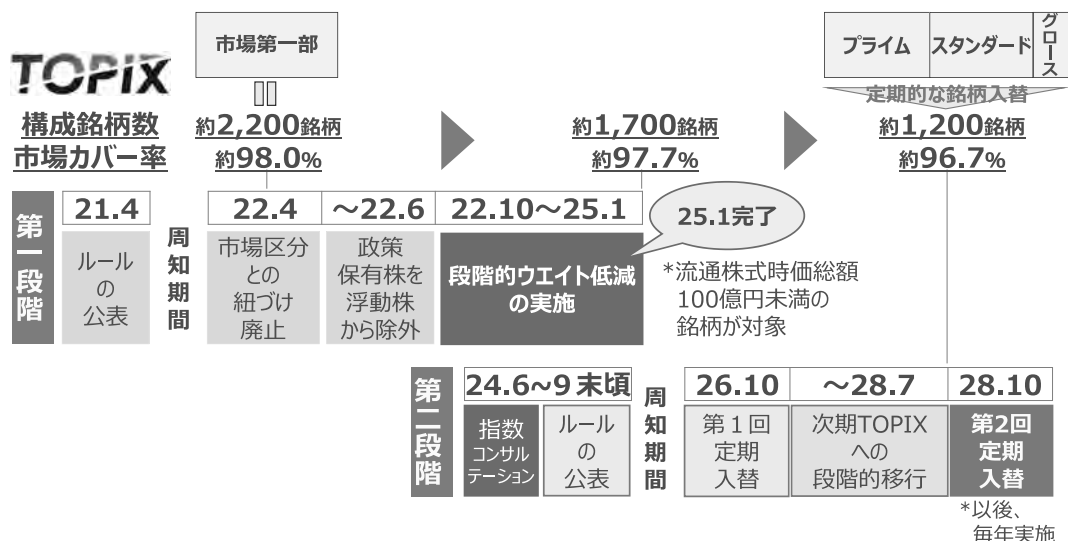 市場第一部
プライム
スタンダード
グロース
TOPIX
定期的な銘柄入替
構成銘柄数
市場カバー率
約2,200銘柄
約98.0%
約1,700銘柄
約97.7%
約1,200銘柄
約96.7%
第一段階
21.4
ルール
の
公表
周知期間
22.4
市場区分
との
紐づけ
廃止
～22.6
政策
保有株を
浮動株
から除外
22.10～25.1
段階的ウエイト低減
の実施
25.1完了
*流通株式時価総額
100億円未満の
銘柄が対象
第二段階
24.6~9 末頃
指数
コンサル
テーション
ルール
の
公表
周知期間
26.10
第１回
定期
入替
～28.7
次期TOPIX
への
段階的移行
28.10
第2回
定期
入替
*以後、
毎年実施